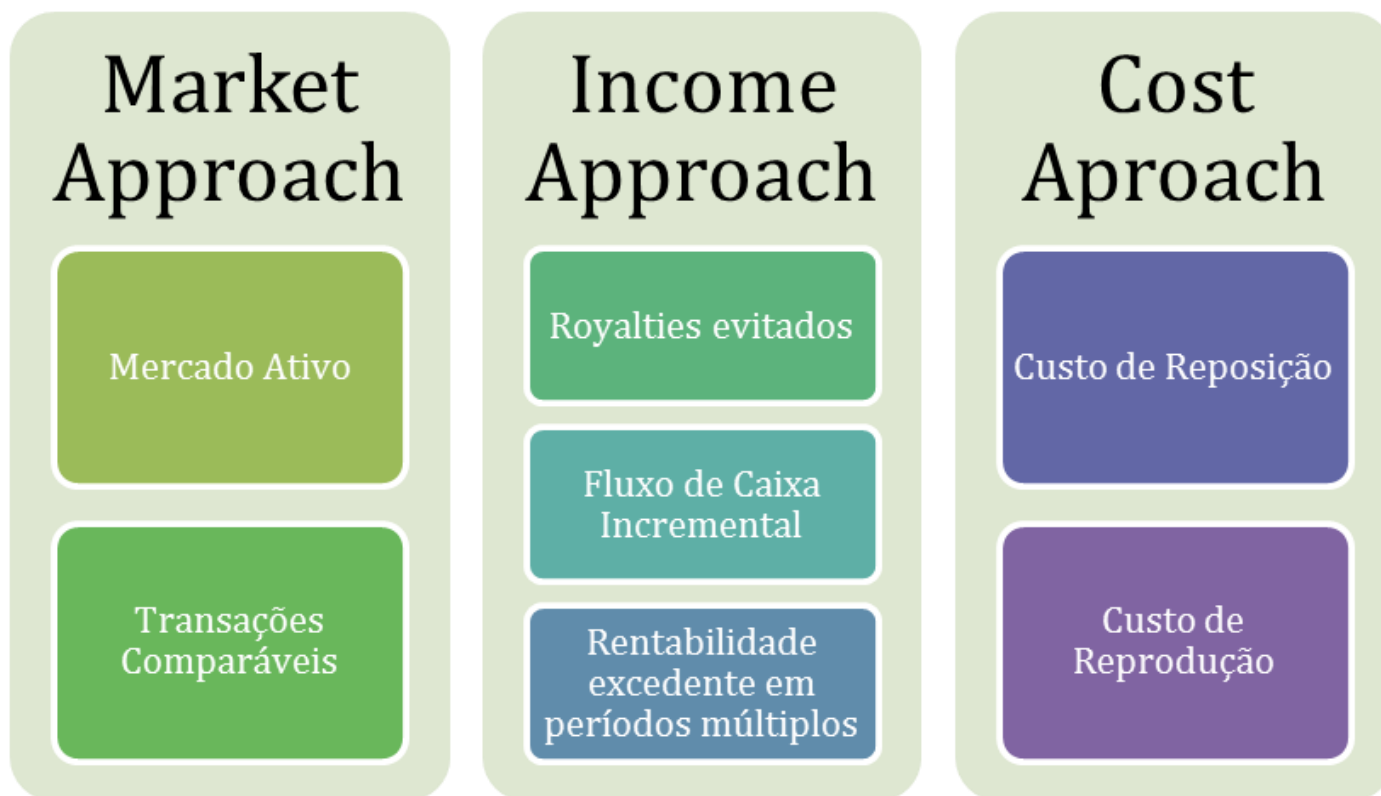 Market
Approach
Mercado Ativo
Transações
Comparáveis
Income
Approach
Royalties evitados
Fluxo de Caixa
Incremental
Rentabilidade
excedente em
períodos múltiplos
Cost
Aproach
Custo de Reposição
Custo de
Reprodução